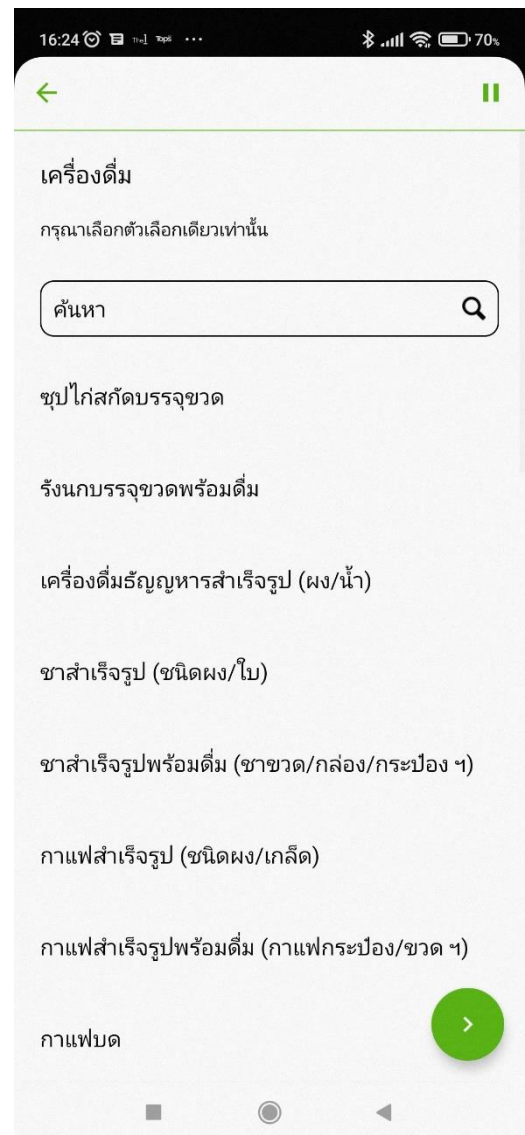 16:24 Tops ... 70%
เครื่องดื่ม
กรุณาเลือกตัวเลือกเดียวเท่านั้น
ค้นหา
ซุปไก่สกัดบรรจุขวด
รังนกบรรจุขวดพร้อมดื่ม
เครื่องดื่มธัญญหารสำเร็จรูป (ผง/น้ำ)
ชาสำเร็จรูป (ชนิดผง/ใบ)
ชาสำเร็จรูปพร้อมดื่ม (ชาขวด/กล่อง/กระป๋อง ฯ)
กาแฟสำเร็จรูป (ชนิดผง/เกล็ด)
กาแฟสำเร็จรูปพร้อมดื่ม (กาแฟกระป๋อง/ขวด ฯ)
กาแฟบด